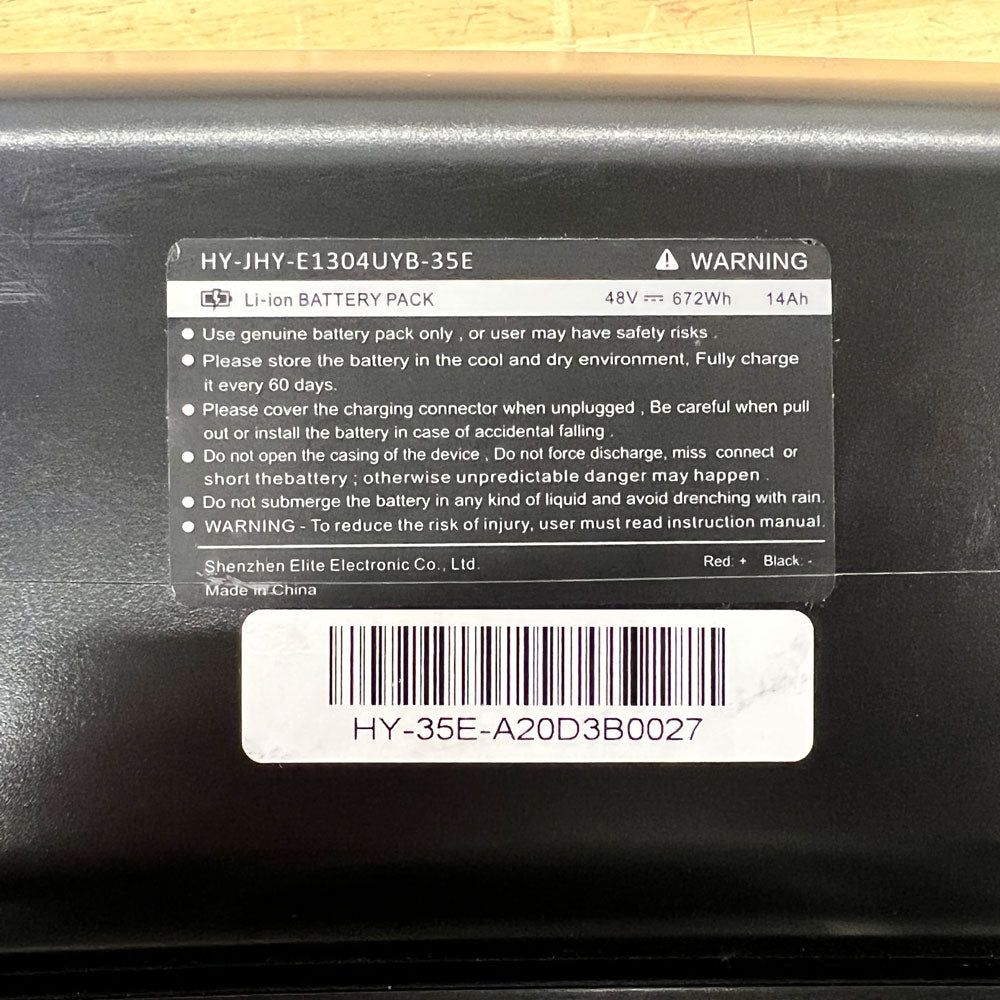 HY-JHY-E1304UYB-35E ⚠ WARNING
Li-ion BATTERY PACK 48V ⎓ 672Wh 14Ah
● Use genuine battery pack only , or user may have safety risks .
● Please store the battery in the cool and dry environment, Fully charge
it every 60 days.
● Please cover the charging connector when unplugged , Be careful when pull
out or install the battery in case of accidental falling .
● Do not open the casing of the device , Do not force discharge, miss connect or
short thebattery ; otherwise unpredictable danger may happen .
● Do not submerge the battery in any kind of liquid and avoid drenching with rain.
● WARNING - To reduce the risk of injury, user must read instruction manual.
Shenzhen Elite Electronic Co., Ltd. Red: + Black: -
Made in China
HY-35E-A20D3B0027